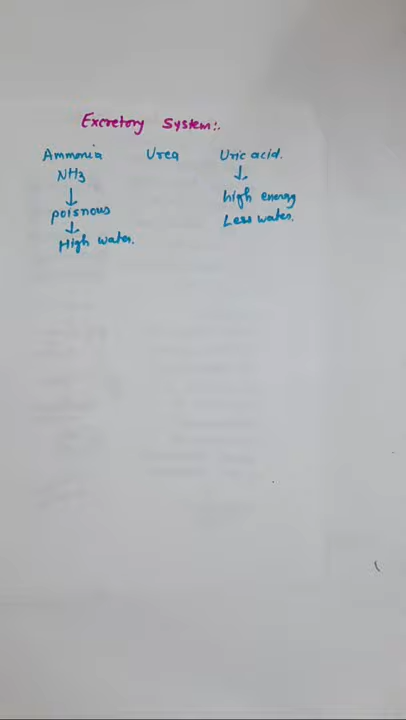 Excretory System:.
Ammonia Urea Uric acid.
NH3 ↓
↓ high energy
poisnous Less water.
↓
High water.